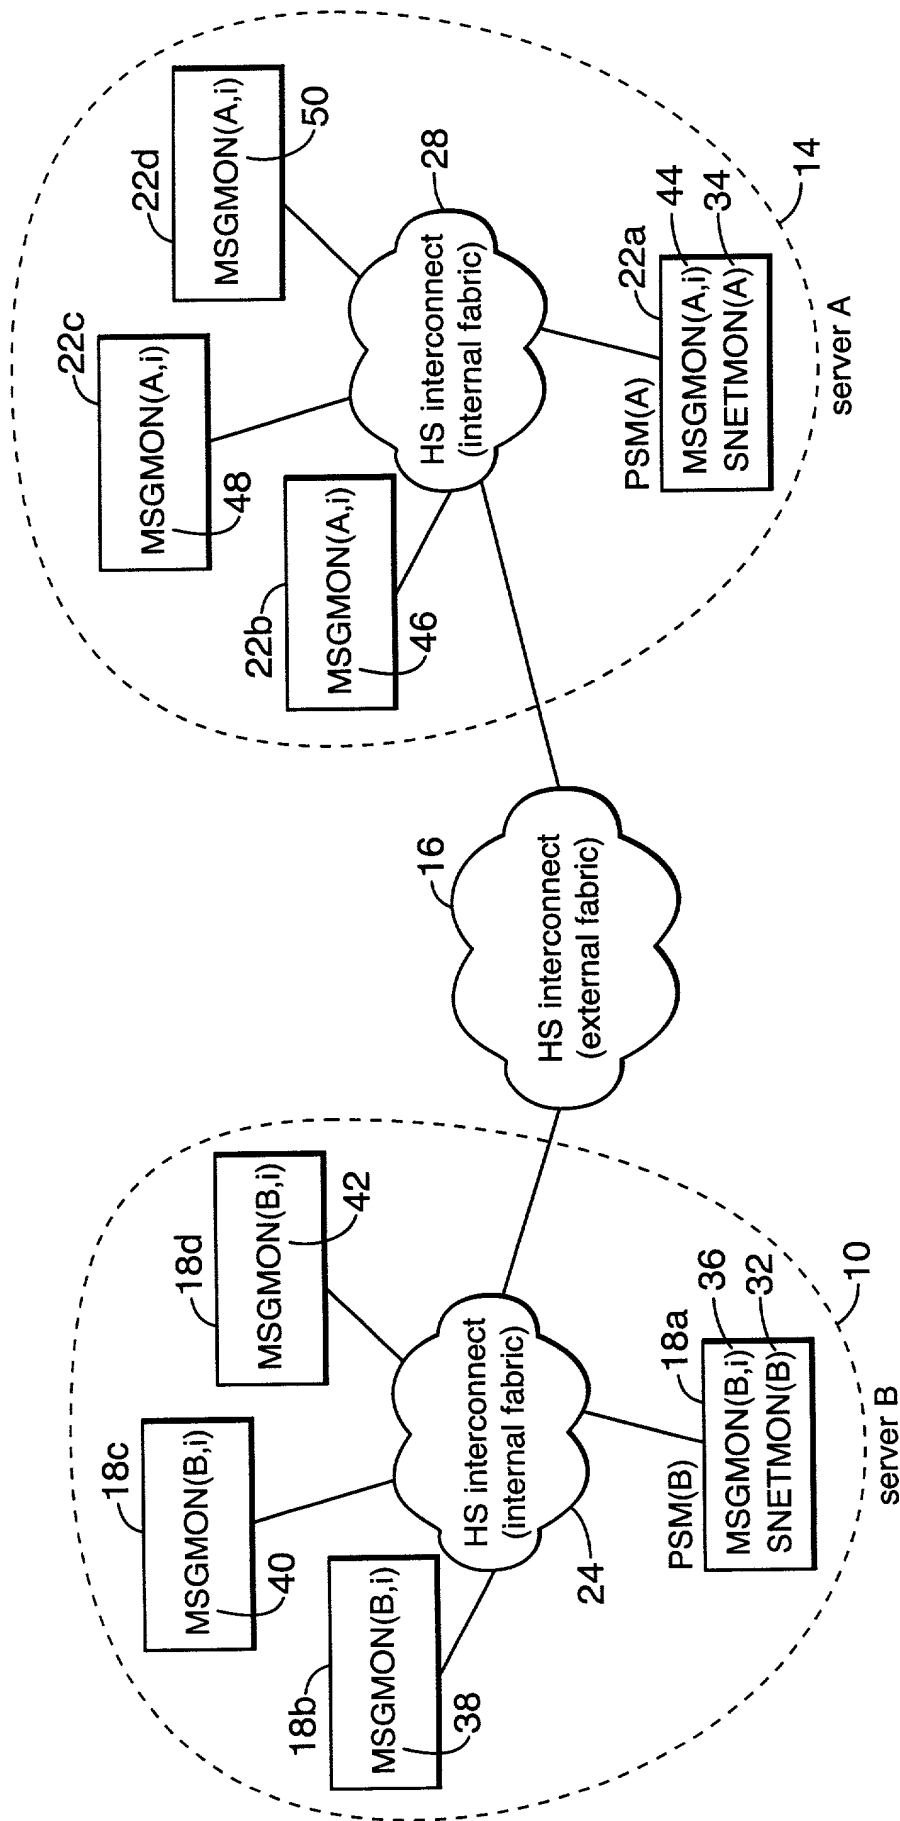 18c
MSGMON(B,i)
40
18d
MSGMON(B,i)
42
18b
MSGMON(B,i)
38
HS interconnect
(internal fabric)
24
PSM(B)
18a
MSGMON(B,i)
36
SNETMON(B)
32
10
server B
16
HS interconnect
(external fabric)
22c
MSGMON(A,i)
48
22d
MSGMON(A,i)
50
22b
MSGMON(A,i)
46
HS interconnect
(internal fabric)
28
PSM(A)
22a
MSGMON(A,i)
44
SNETMON(A)
34
14
server A